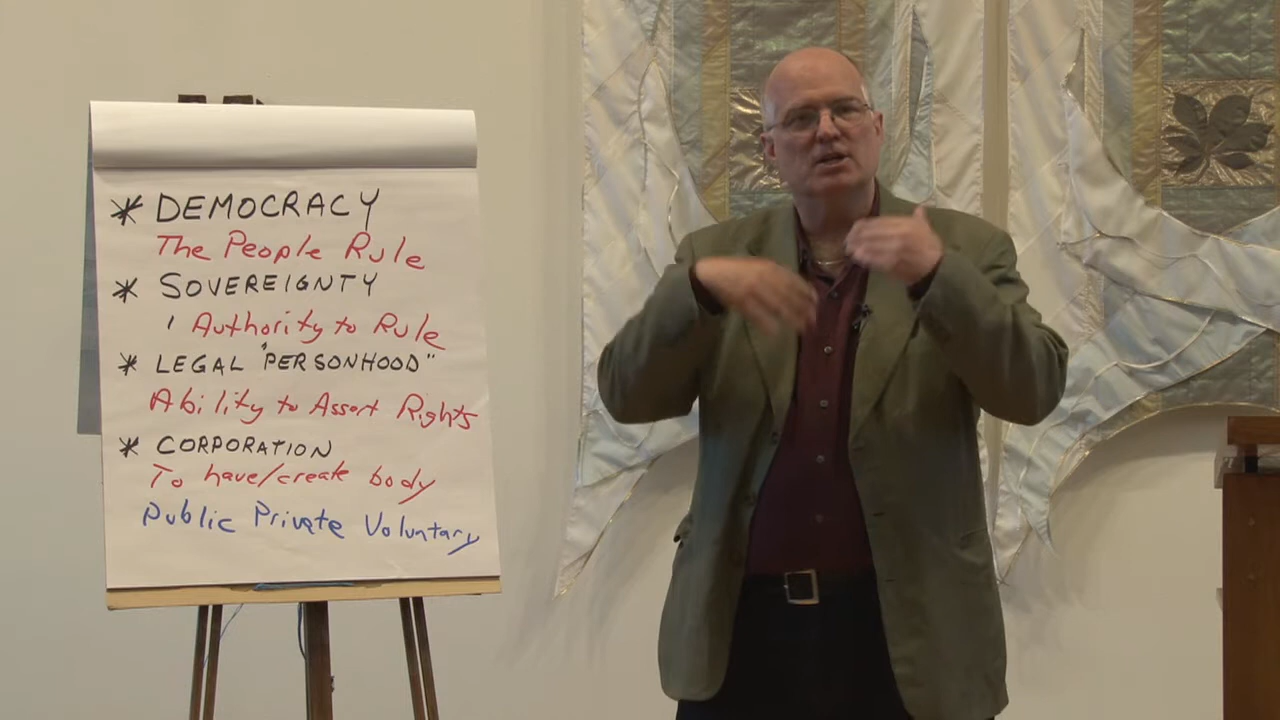 * DEMOCRACY
The People Rule
* SOVEREIGNTY
Authority to Rule
* LEGAL "PERSONHOOD"
Ability to Assert Rights
* CORPORATION
To have/create body
Public Private Voluntary